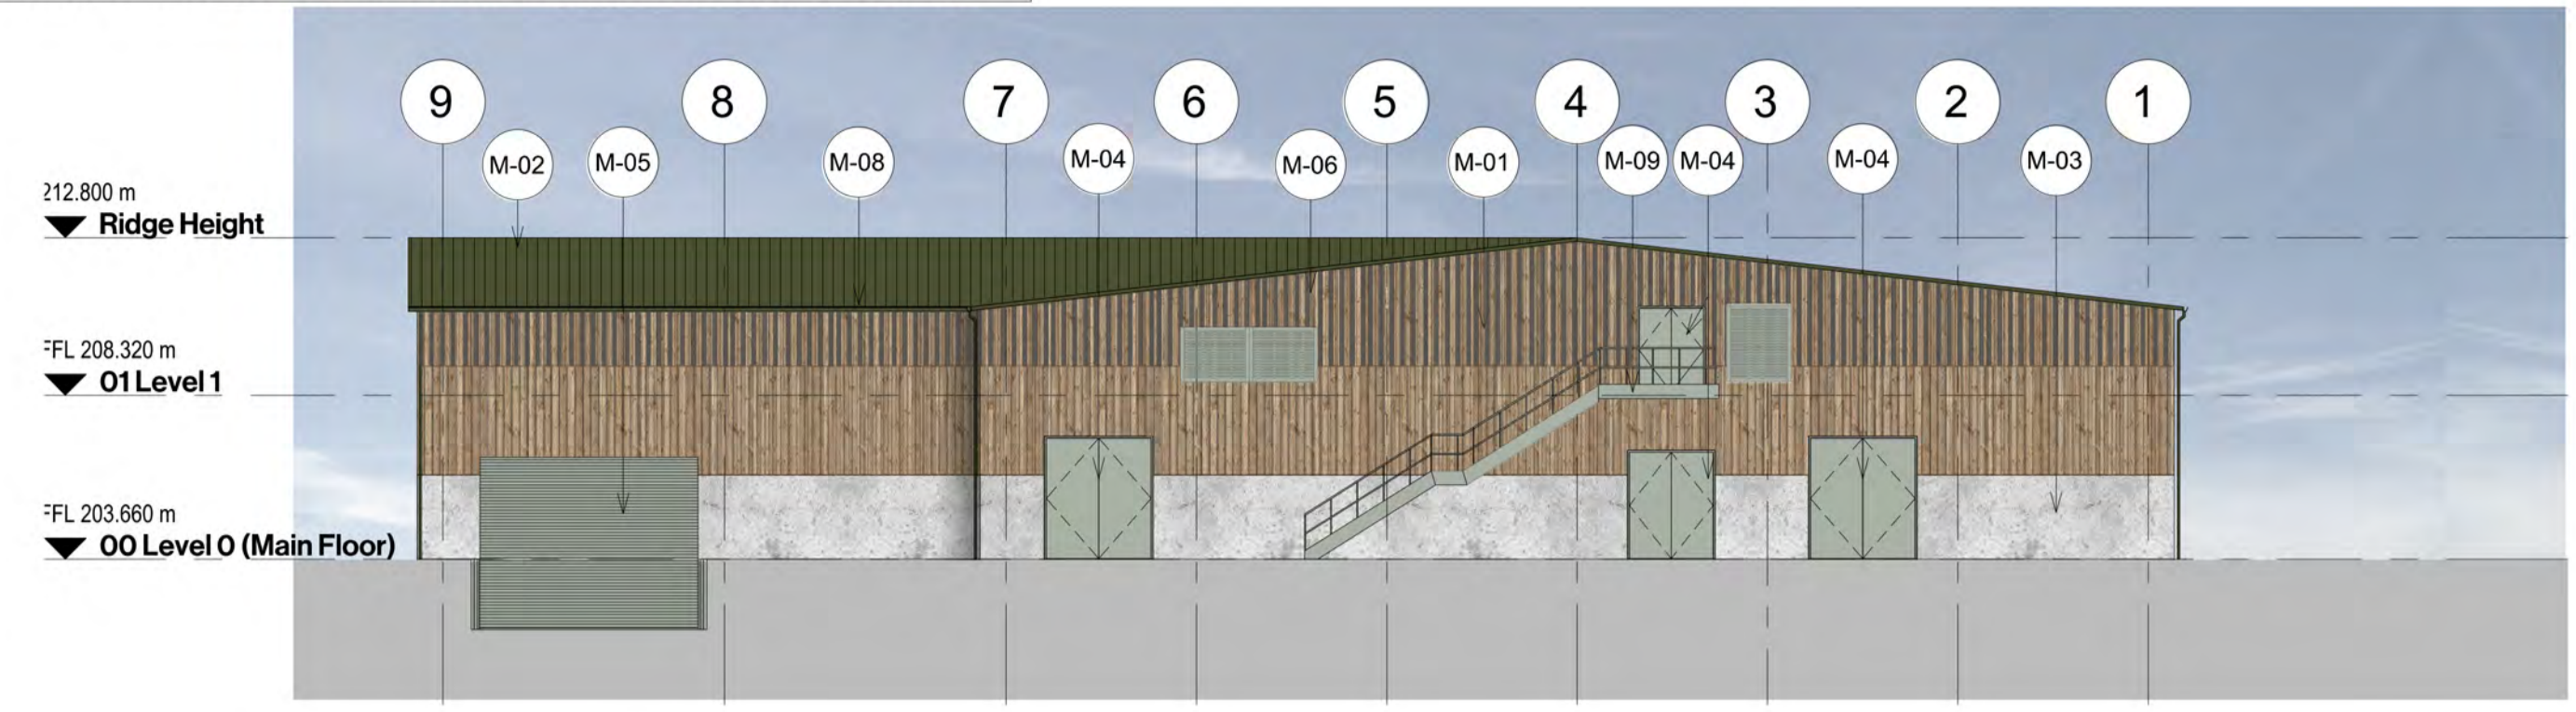 9
8
7
6
5
4
3
2
1
M-02
M-05
M-08
M-04
M-06
M-01
M-09
M-04
M-04
M-03
212.800 m
Ridge Height
FFL 208.320 m
01 Level 1
FFL 203.660 m
00 Level 0 (Main Floor)